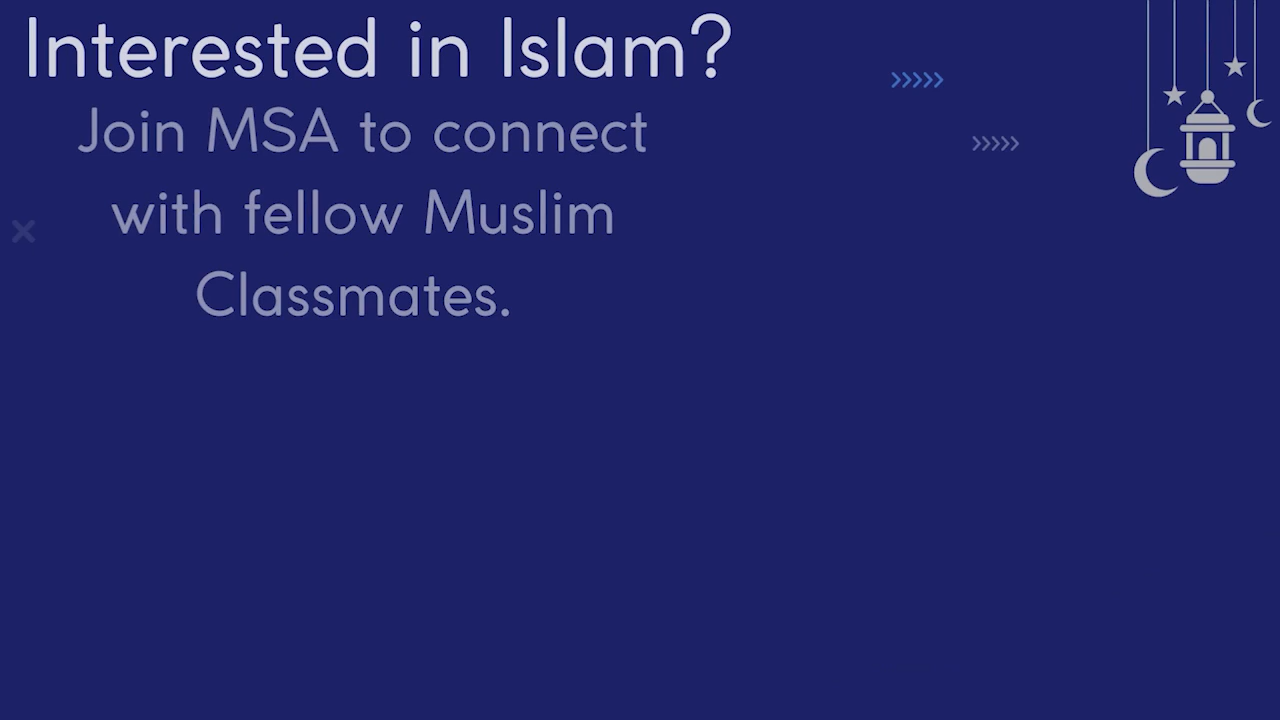 Interested in Islam?
Join MSA to connect
with fellow Muslim
Classmates.